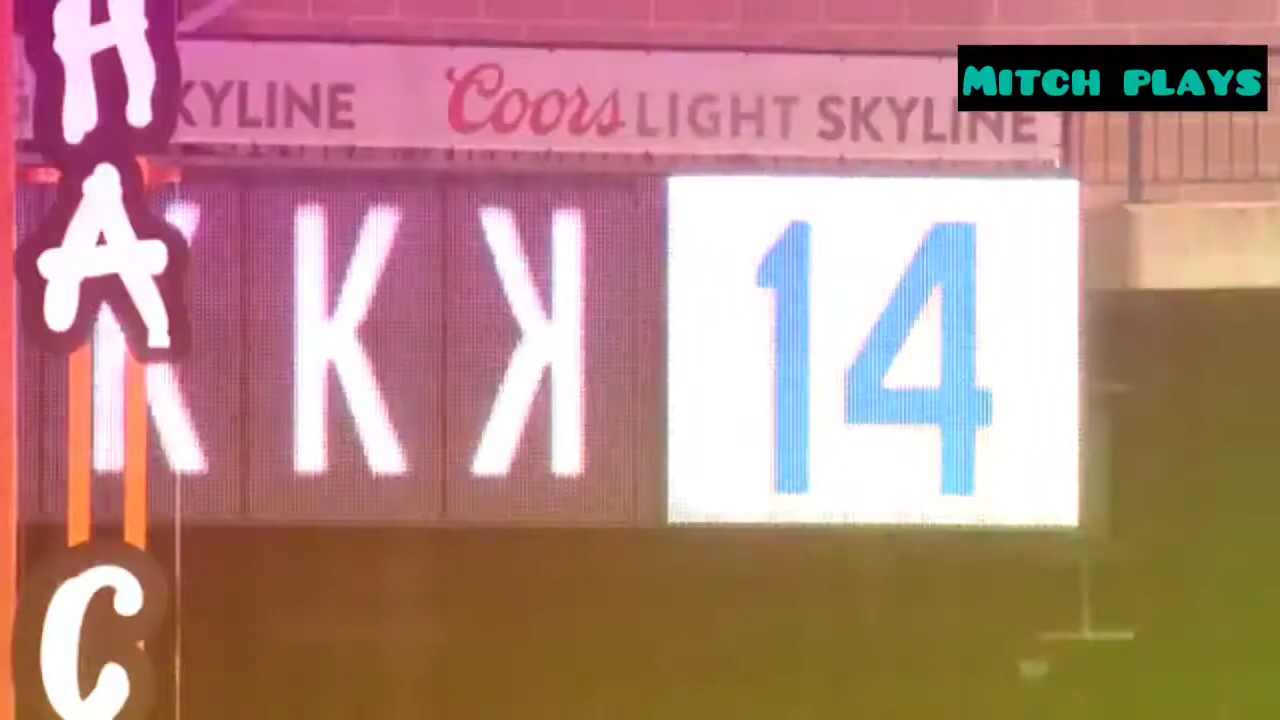 MITCH PLAYS
SKYLINE Coors LIGHT SKYLINE
K K K 14
H
A
C